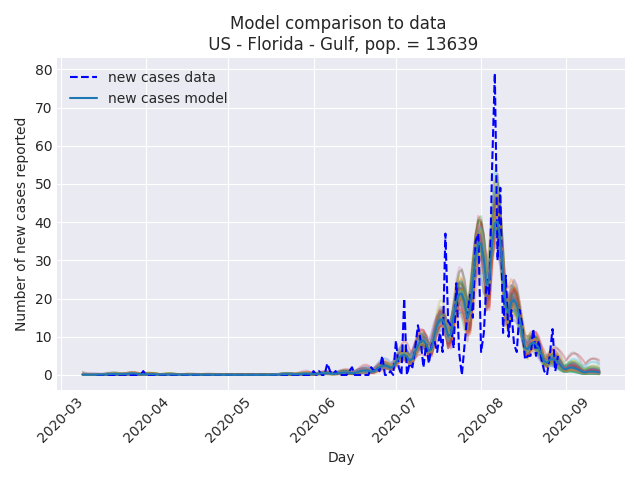 Model comparison to data
US - Florida - Gulf, pop. = 13639
new cases data
new cases model
Number of new cases reported
80
70
60
50
40
30
20
10
0
2020-03
2020-04
2020-05
2020-06
2020-07
2020-08
2020-09
Day